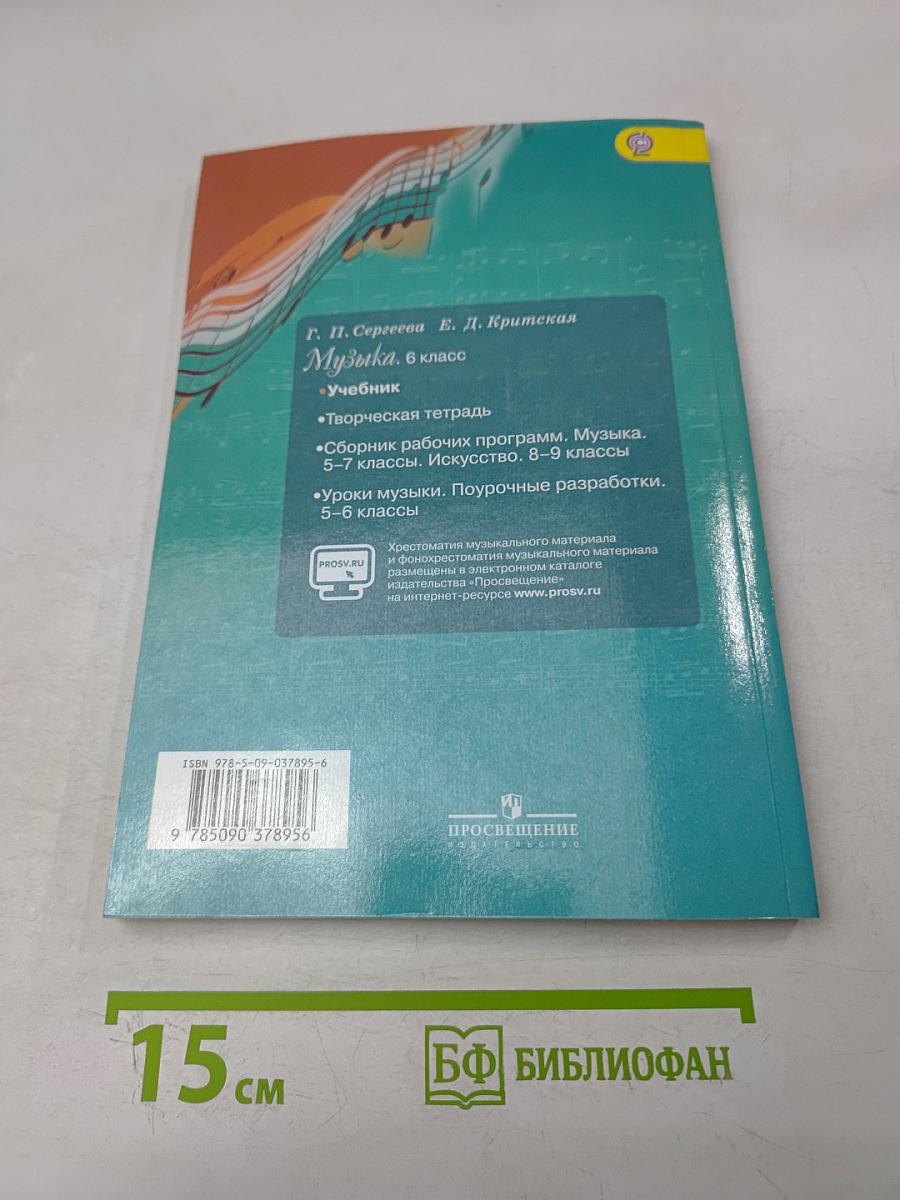 Г. П. Сергеева Е. Д. Критская
Музыка. 6 класс
•Учебник
•Творческая тетрадь
•Сборник рабочих программ. Музыка.
5–7 классы. Искусство. 8–9 классы
•Уроки музыки. Поурочные разработки.
5–6 классы
PROSV.RU
Хрестоматия музыкального материала
и фонохрестоматия музыкального материала
размещены в электронном каталоге
издательства «Просвещение»
на интернет-ресурсе www.prosv.ru
ISBN 978-5-09-037895-6
9 785090 378956
ПРОСВЕЩЕНИЕ
ИЗДАТЕЛЬСТВО
15 см
БФ БИБЛИОФАН